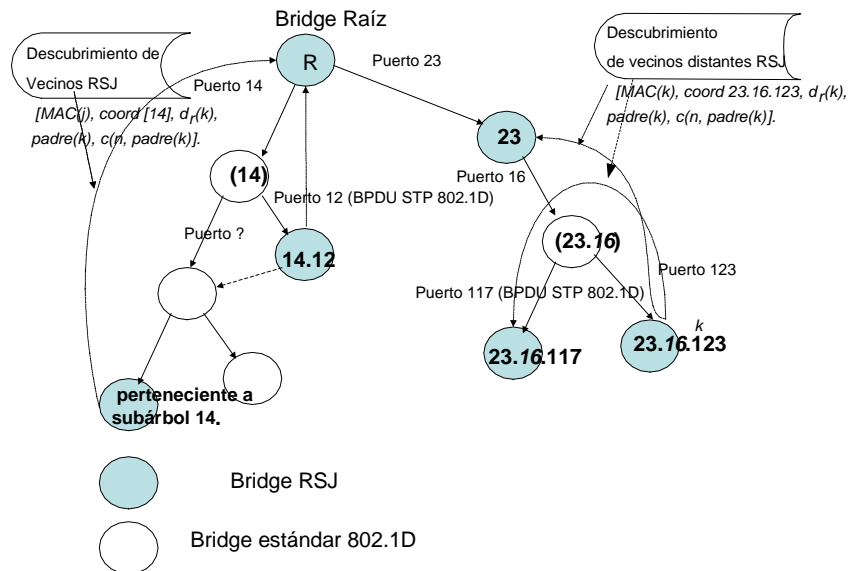 Bridge Raíz
Descubrimiento de
Vecinos RSJ
[MAC(j), coord [14], dr(k),
padre(k), c(n, padre(k)].
Puerto 14
R
Puerto 23
Descubrimiento
de vecinos distantes RSJ
[MAC(k), coord 23.16.123, dr(k),
padre(k), c(n, padre(k)].
23
Puerto 16
(14)
Puerto 12 (BPDU STP 802.1D)
Puerto ?
14.12
(23.16)
Puerto 123
Puerto 117 (BPDU STP 802.1D)
k
23.16.117
23.16.123
perteneciente a
subárbol 14.
Bridge RSJ
Bridge estándar 802.1D